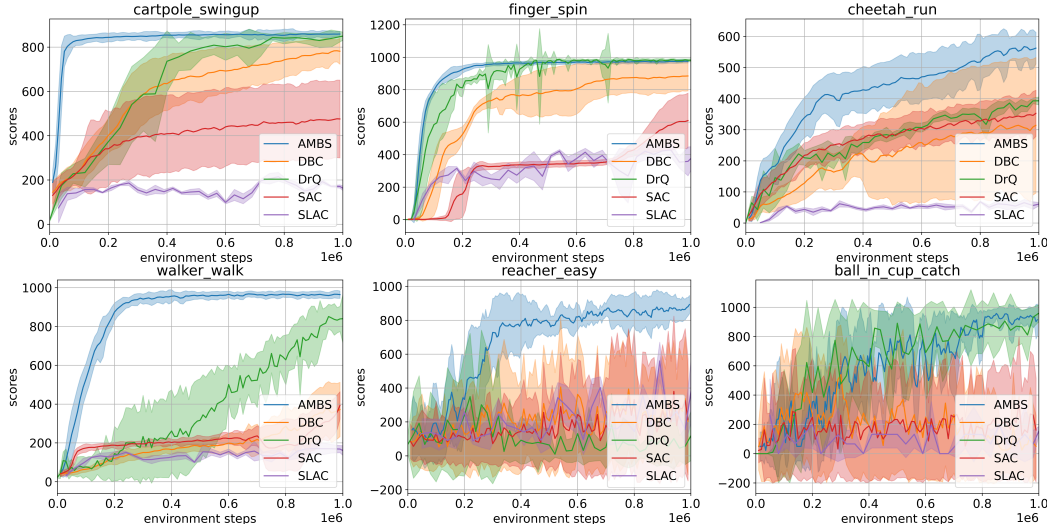 cartpole_swingup
finger_spin
cheetah_run
800
600
400
200
0
scores
0.0
0.2
0.4
0.6
0.8
1.0
1e6
environment steps
AMBS
DBC
DrQ
SAC
SLAC
1200
1000
800
600
400
200
0
scores
0.0
0.2
0.4
0.6
0.8
1.0
1e6
environment steps
AMBS
DBC
DrQ
SAC
SLAC
600
500
400
300
200
100
0
scores
0.0
0.2
0.4
0.6
0.8
1.0
1e6
environment steps
AMBS
DBC
DrQ
SAC
SLAC
walker_walk
reacher_easy
ball_in_cup_catch
1000
800
600
400
200
0
scores
0.0
0.2
0.4
0.6
0.8
1.0
1e6
environment steps
AMBS
DBC
DrQ
SAC
SLAC
1000
800
600
400
200
0
−200
scores
0.0
0.2
0.4
0.6
0.8
1.0
1e6
environment steps
AMBS
DBC
DrQ
SAC
SLAC
1000
800
600
400
200
0
−200
scores
0.0
0.2
0.4
0.6
0.8
1.0
1e6
environment steps
AMBS
DBC
DrQ
SAC
SLAC